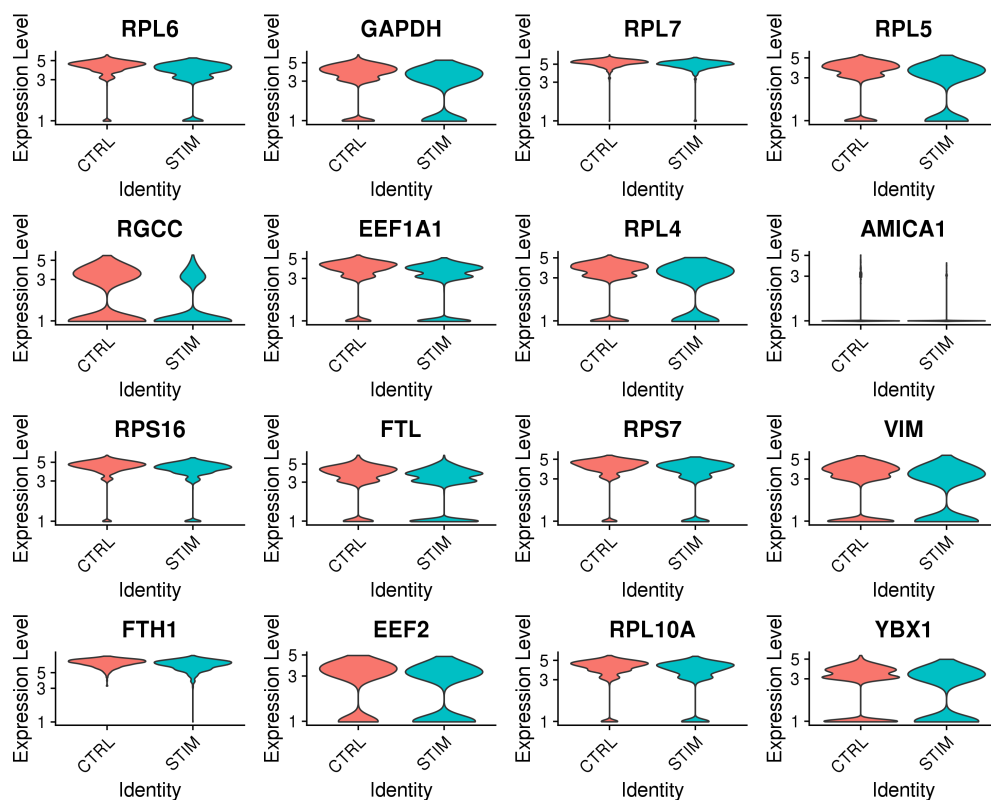 RPL6 GAPDH RPL7 RPL5
Expression Level Expression Level Expression Level Expression Level
5 5 5 5
3 3 3 3
1 1 1 1
CTRL STIM CTRL STIM CTRL STIM CTRL STIM
Identity Identity Identity Identity
RGCC EEF1A1 RPL4 AMICA1
Expression Level Expression Level Expression Level Expression Level
5 5 5 5
3 3 3 3
1 1 1 1
CTRL STIM CTRL STIM CTRL STIM CTRL STIM
Identity Identity Identity Identity
RPS16 FTL RPS7 VIM
Expression Level Expression Level Expression Level Expression Level
5 5 5 5
3 3 3 3
1 1 1 1
CTRL STIM CTRL STIM CTRL STIM CTRL STIM
Identity Identity Identity Identity
FTH1 EEF2 RPL10A YBX1
Expression Level Expression Level Expression Level Expression Level
5 5 5 5
3 3 3 3
1 1 1 1
CTRL STIM CTRL STIM CTRL STIM CTRL STIM
Identity Identity Identity Identity